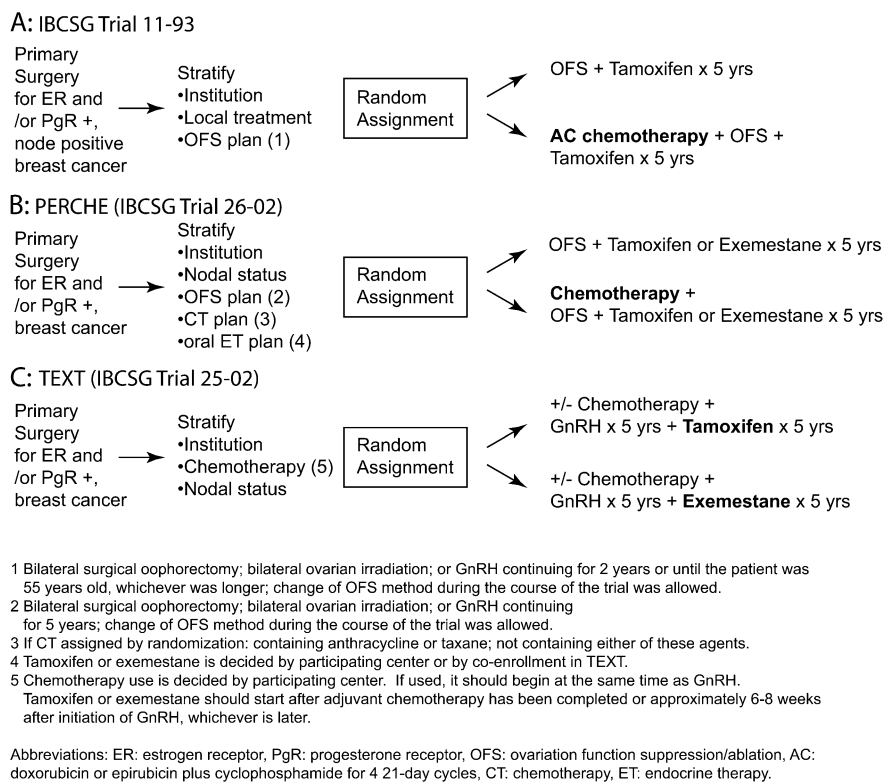 A: IBCSG Trial 11-93
Primary
Surgery
for ER and
/or PgR +,
node positive
breast cancer
Stratify
•Institution
•Local treatment
•OFS plan (1)
Random
Assignment
OFS + Tamoxifen x 5 yrs
AC chemotherapy + OFS +
Tamoxifen x 5 yrs
B: PERCHE (IBCSG Trial 26-02)
Primary
Surgery
for ER and
/or PgR +,
breast cancer
Stratify
•Institution
•Nodal status
•OFS plan (2)
•CT plan (3)
•oral ET plan (4)
Random
Assignment
OFS + Tamoxifen or Exemestane x 5 yrs
Chemotherapy +
OFS + Tamoxifen or Exemestane x 5 yrs
C: TEXT (IBCSG Trial 25-02)
Primary
Surgery
for ER and
/or PgR +,
breast cancer
Stratify
•Institution
•Chemotherapy (5)
•Nodal status
Random
Assignment
+/- Chemotherapy +
GnRH x 5 yrs + Tamoxifen x 5 yrs
+/- Chemotherapy +
GnRH x 5 yrs + Exemestane x 5 yrs
1 Bilateral surgical oophorectomy; bilateral ovarian irradiation; or GnRH continuing for 2 years or until the patient was
55 years old, whichever was longer; change of OFS method during the course of the trial was allowed.
2 Bilateral surgical oophorectomy; bilateral ovarian irradiation; or GnRH continuing
for 5 years; change of OFS method during the course of the trial was allowed.
3 If CT assigned by randomization: containing anthracycline or taxane; not containing either of these agents.
4 Tamoxifen or exemestane is decided by participating center or by co-enrollment in TEXT.
5 Chemotherapy use is decided by participating center. If used, it should begin at the same time as GnRH.
Tamoxifen or exemestane should start after adjuvant chemotherapy has been completed or approximately 6-8 weeks
after initiation of GnRH, whichever is later.
Abbreviations: ER: estrogen receptor, PgR: progesterone receptor, OFS: ovariation function suppression/ablation, AC:
doxorubicin or epirubicin plus cyclophosphamide for 4 21-day cycles, CT: chemotherapy, ET: endocrine therapy.